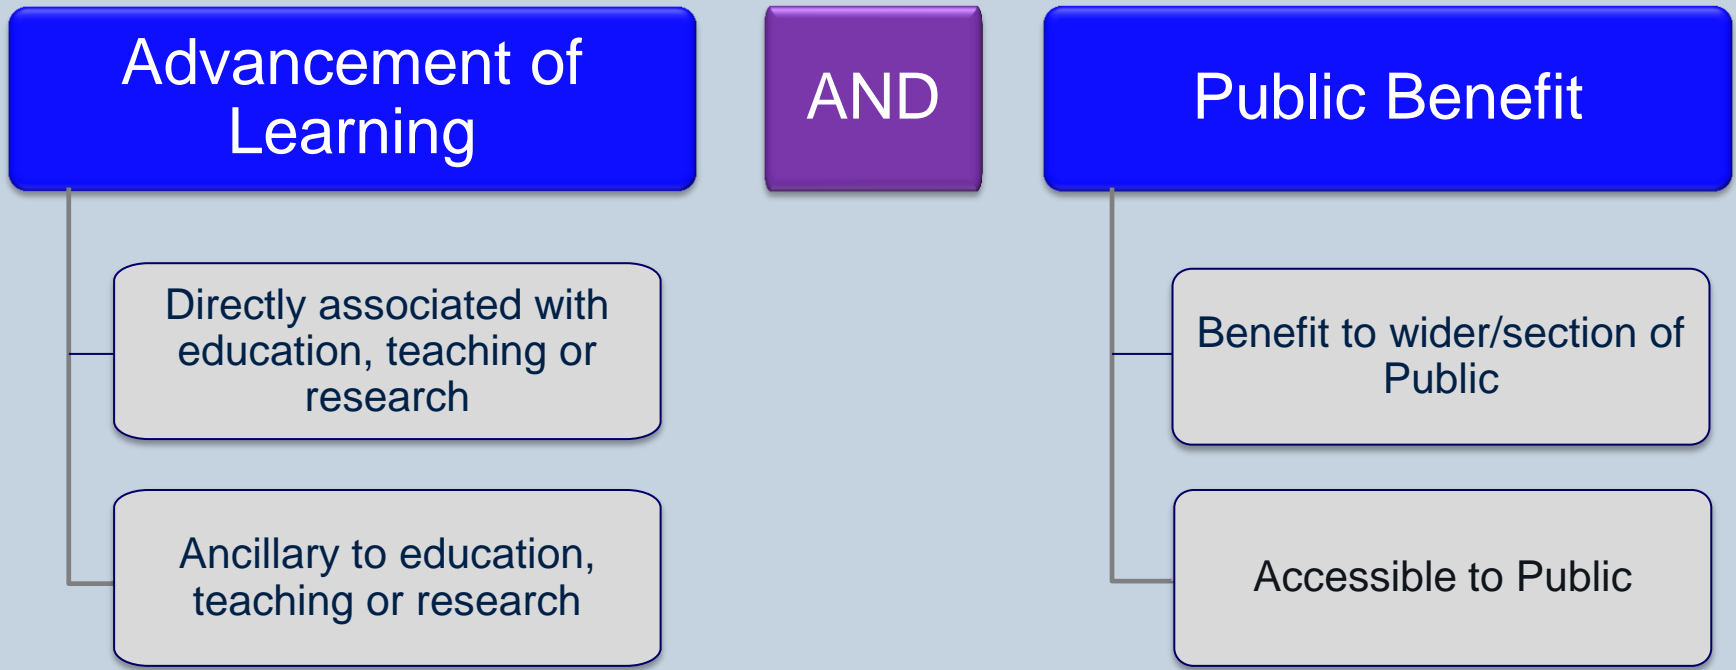 Advancement of
Learning
AND
Public Benefit
Directly associated with
education, teaching or
research
Ancillary to education,
teaching or research
Benefit to wider/section of
Public
Accessible to Public